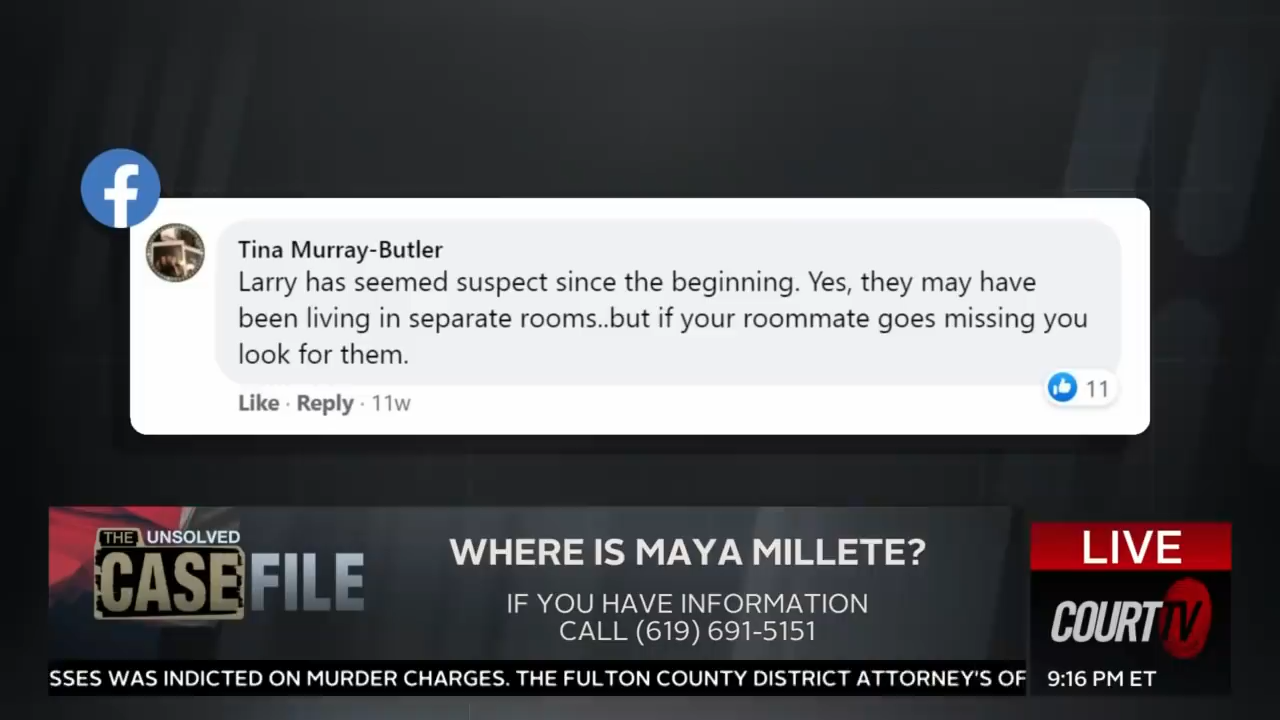 f
Tina Murray-Butler
Larry has seemed suspect since the beginning. Yes, they may have
been living in separate rooms..but if your roommate goes missing you
look for them.
Like · Reply · 11w
11
THE UNSOLVED
CASE FILE
WHERE IS MAYA MILLETE?
IF YOU HAVE INFORMATION
CALL (619) 691-5151
LIVE
COURT TV
SSES WAS INDICTED ON MURDER CHARGES. THE FULTON COUNTY DISTRICT ATTORNEY'S OF
9:16 PM ET